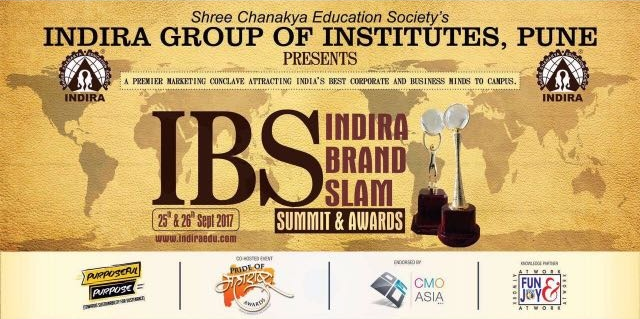 Shree Chanakya Education Society's
INDIRA GROUP OF INSTITUTES, PUNE
PRESENTS
A PREMIER MARKETING CONCLAVE ATTRACTING INDIA'S BEST CORPORATE AND BUSINESS MINDS TO CAMPUS.
INDIRA
INDIRA
IBS
INDIRA
BRAND
SLAM
SUMMIT & AWARDS
25th & 26th Sept 2017
www.indiraedu.com
PURPOSEFUL
PURPOSE
CO-HOSTED EVENT
PRIDE OF
महाराष्ट्र
AWARDS
ENDORSED BY
CMO
ASIA
KNOWLEDGE PARTNER
AT WORK
FUN &
JOY
AT WORK